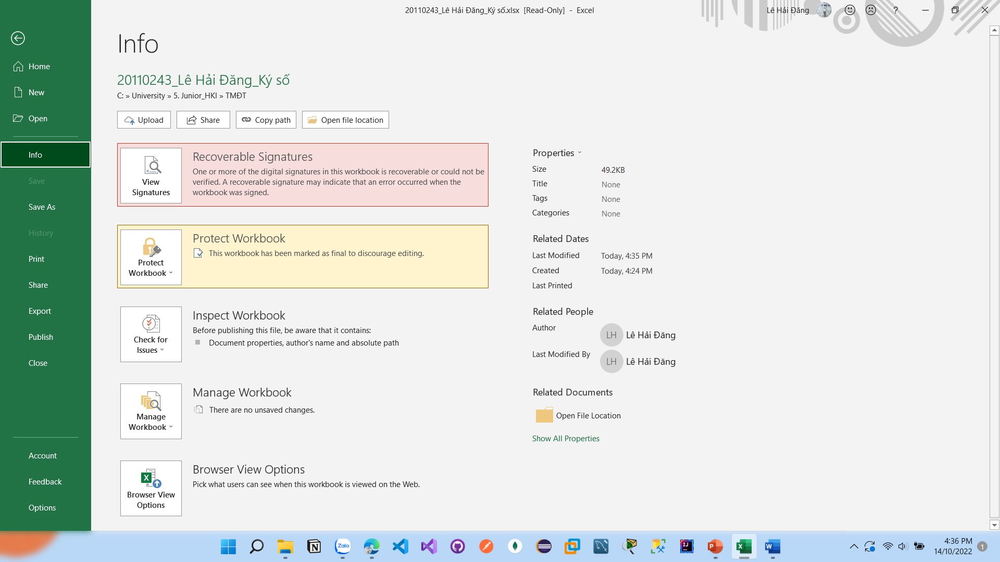 20110243_Lê Hải Đăng_Ký số.xlsx  [Read-Only]  -  Excel
Lê Hải Đăng
?
Info
Home
New
Open
Info
Save
Save As
History
Print
Share
Export
Publish
Close
Account
Feedback
Options
20110243_Lê Hải Đăng_Ký số
C: » University » 5. Junior_HKI » TMĐT
Upload
Share
Copy path
Open file location
View
Signatures
Recoverable Signatures
One or more of the digital signatures in this workbook is recoverable or could not be
verified. A recoverable signature may indicate that an error occurred when the
workbook was signed.
Protect
Workbook
Protect Workbook
This workbook has been marked as final to discourage editing.
Check for
Issues
Inspect Workbook
Before publishing this file, be aware that it contains:
Document properties, author's name and absolute path
Manage
Workbook
Manage Workbook
There are no unsaved changes.
X
Browser View
Options
Browser View Options
Pick what users can see when this workbook is viewed on the Web.
Properties
Size 49.2KB
Title None
Tags None
Categories None
Related Dates
Last Modified Today, 4:35 PM
Created Today, 4:24 PM
Last Printed
Related People
Author LH Lê Hải Đăng
Last Modified By LH Lê Hải Đăng
Related Documents
Open File Location
Show All Properties
N
Zalo
IJ
P
X
W
4:36 PM
14/10/2022
1